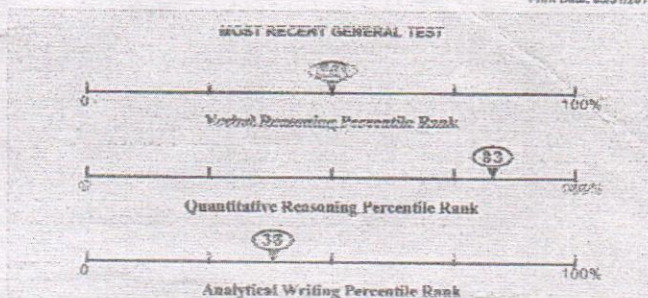 MOST RECENT GENERAL TEST
0 100%
Verbal Reasoning Percentile Rank
83
0
Quantitative Reasoning Percentile Rank
38
0 100%
Analytical Writing Percentile Rank